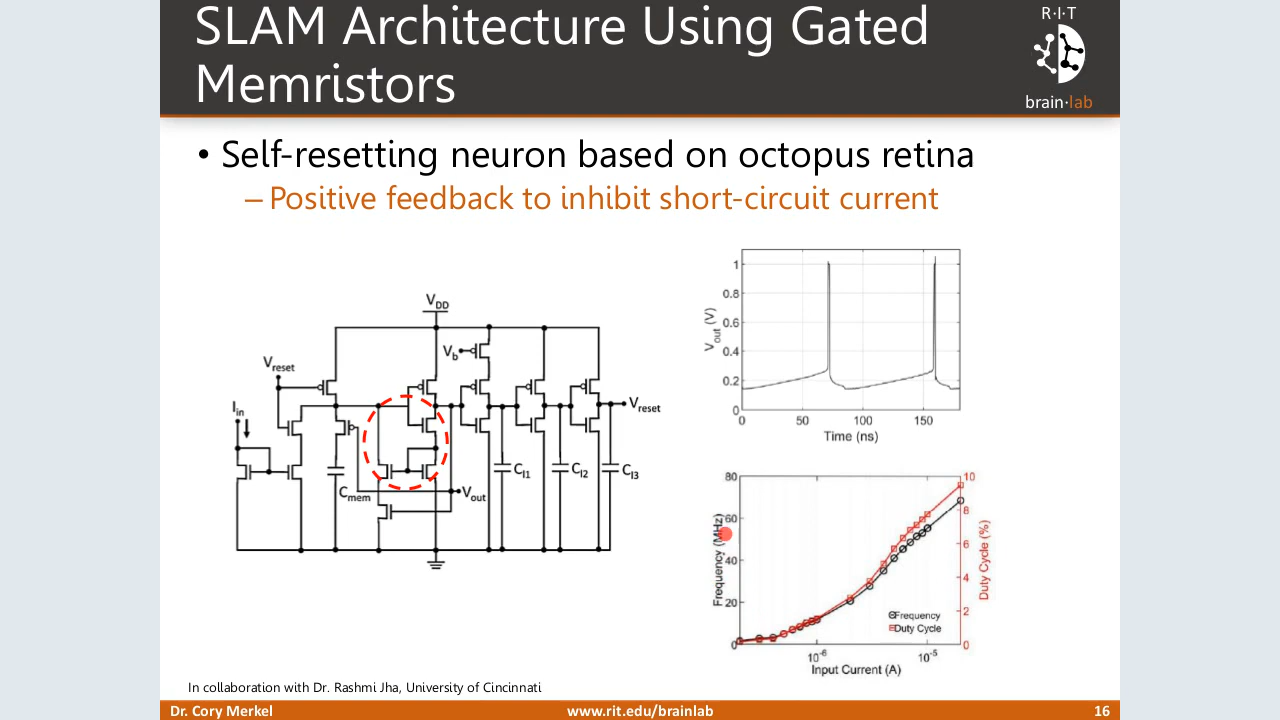 SLAM Architecture Using Gated
Memristors
R·I·T
brain·lab
• Self-resetting neuron based on octopus retina
– Positive feedback to inhibit short-circuit current
VDD
Vb
Vreset
Iin
Vreset
Cmem
Vout
CI1
CI2
CI3
1
0.8
0.6
0.4
0.2
0
Vout (V)
0 50 100 150
Time (ns)
80
60
40
20
0
Frequency (MHz)
10
8
6
4
2
0
Duty Cycle (%)
Frequency
Duty Cycle
10-6 10-5
Input Current (A)
In collaboration with Dr. Rashmi Jha, University of Cincinnati
Dr. Cory Merkel www.rit.edu/brainlab 16